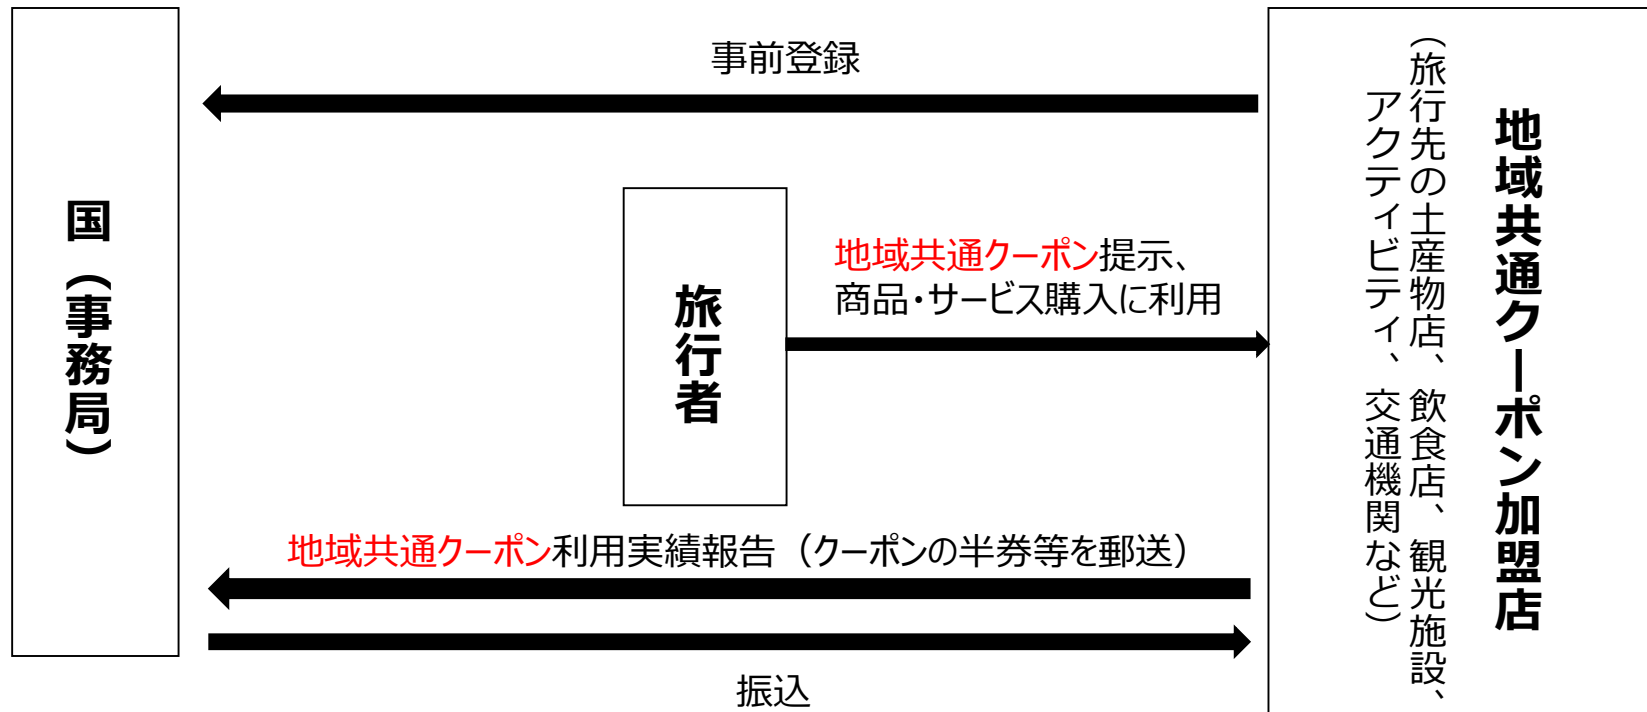 事前登録
国（事務局）
旅行者
地域共通クーポン提示、
商品・サービス購入に利用
地域共通クーポン加盟店
（旅行先の土産物店、飲食店、観光施設、
アクティビティ、交通機関など）
地域共通クーポン利用実績報告（クーポンの半券等を郵送）
振込